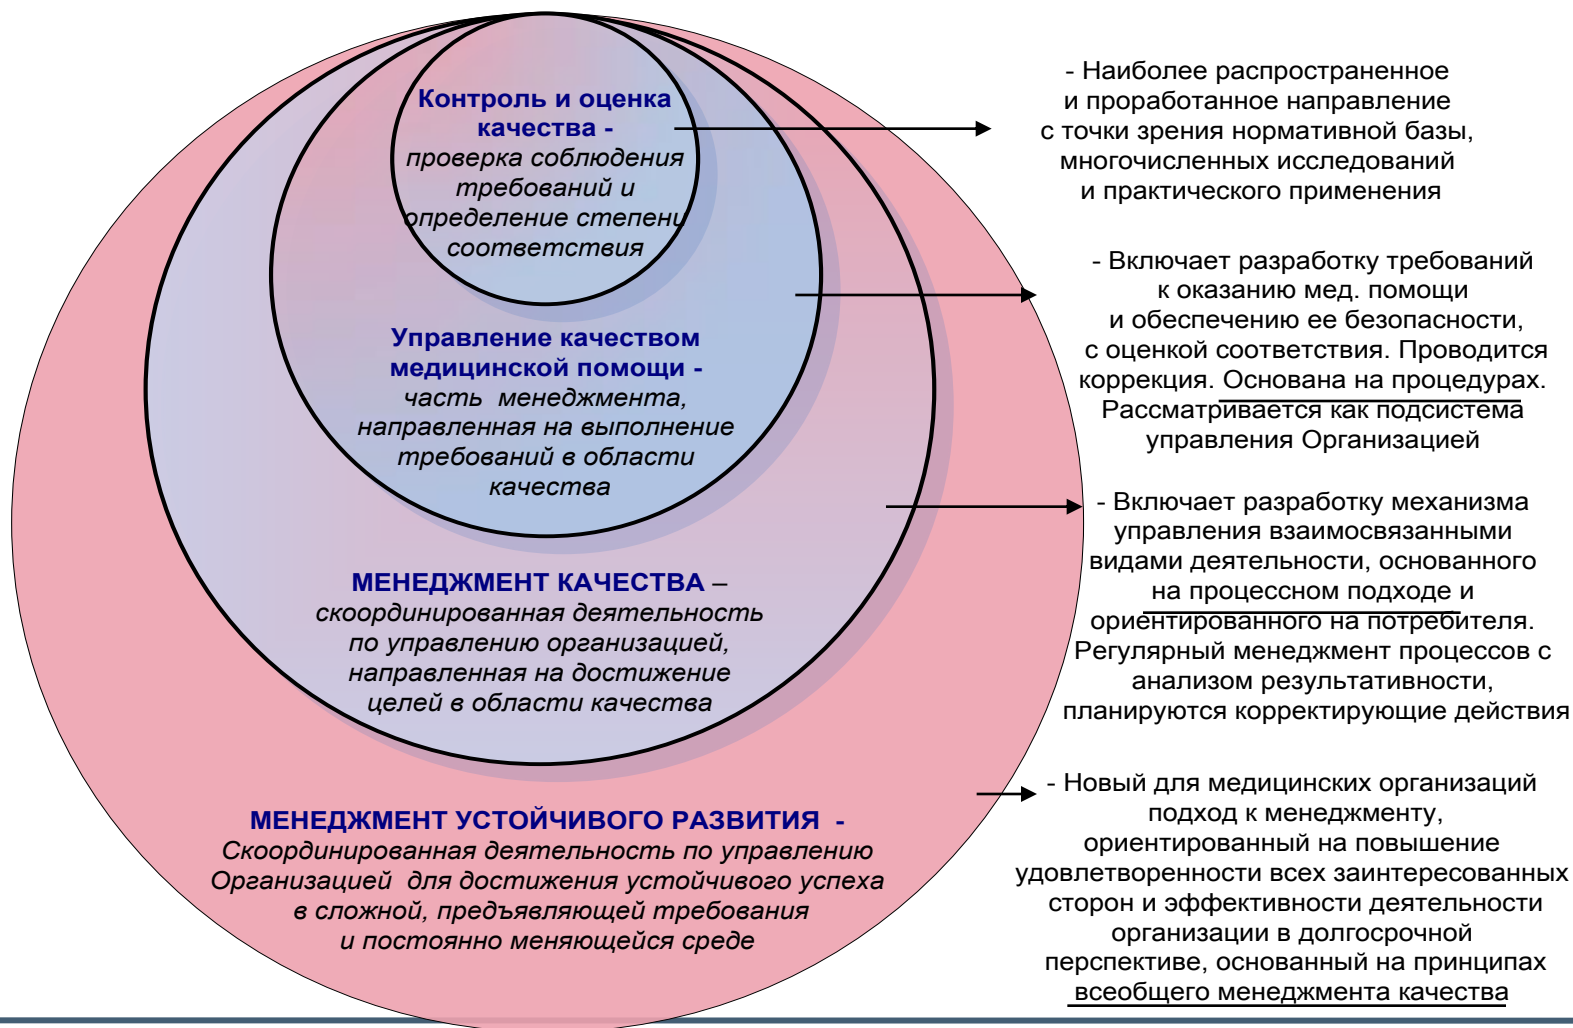 Контроль и оценка
качества -
проверка соблюдения
требований и
определение степени
соответствия
- Наиболее распространенное
и проработанное направление
с точки зрения нормативной базы,
многочисленных исследований
и практического применения
Управление качеством
медицинской помощи -
часть менеджмента,
направленная на выполнение
требований в области
качества
- Включает разработку требований
к оказанию мед. помощи
и обеспечению ее безопасности,
с оценкой соответствия. Проводится
коррекция. Основана на процедурах.
Рассматривается как подсистема
управления Организацией
МЕНЕДЖМЕНТ КАЧЕСТВА –
скоординированная деятельность
по управлению организацией,
направленная на достижение
целей в области качества
- Включает разработку механизма
управления взаимосвязанными
видами деятельности, основанного
на процессном подходе и
ориентированного на потребителя.
Регулярный менеджмент процессов с
анализом результативности,
планируются корректирующие действия
МЕНЕДЖМЕНТ УСТОЙЧИВОГО РАЗВИТИЯ -
Скоординированная деятельность по управлению
Организацией для достижения устойчивого успеха
в сложной, предъявляющей требования
и постоянно меняющейся среде
- Новый для медицинских организаций
подход к менеджменту,
ориентированный на повышение
удовлетворенности всех заинтересованных
сторон и эффективности деятельности
организации в долгосрочной
перспективе, основанный на принципах
всеобщего менеджмента качества